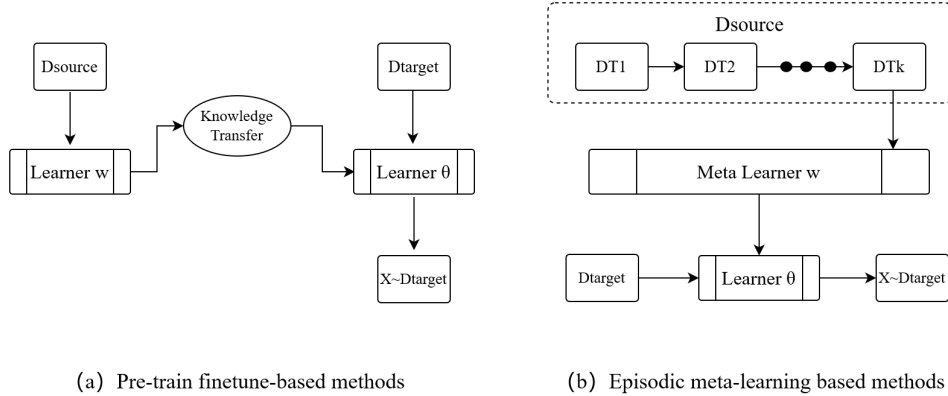 Dsource
Dtarget
Knowledge
Transfer
Learner w
Learner θ
X~Dtarget
(a) Pre-train finetune-based methods
Dsource
DT1
DT2
DTk
Meta Learner w
Dtarget
Learner θ
X~Dtarget
(b) Episodic meta-learning based methods